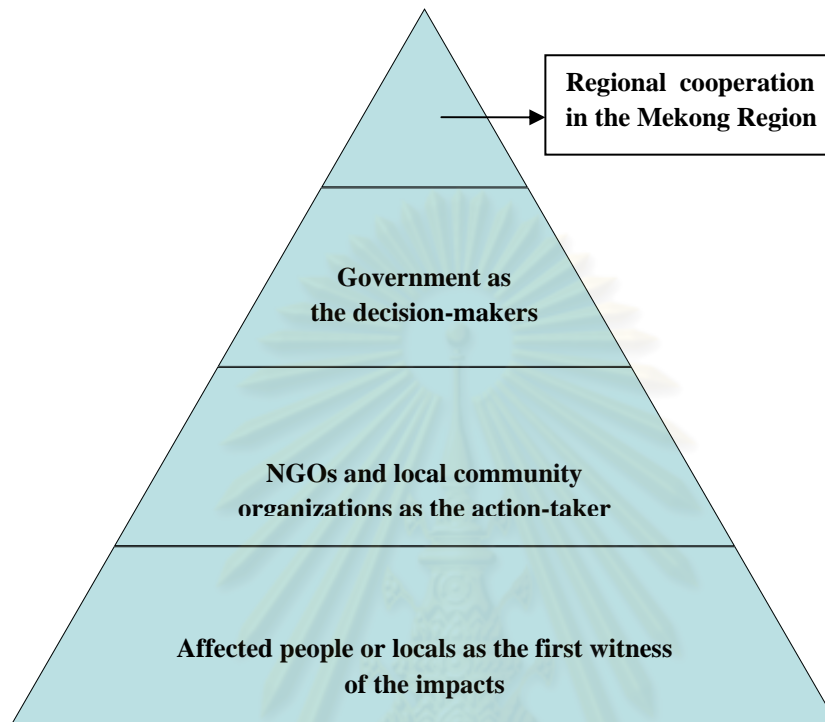 Regional cooperation
in the Mekong Region
Government as
the decision-makers
NGOs and local community
organizations as the action-taker
Affected people or locals as the first witness
of the impacts